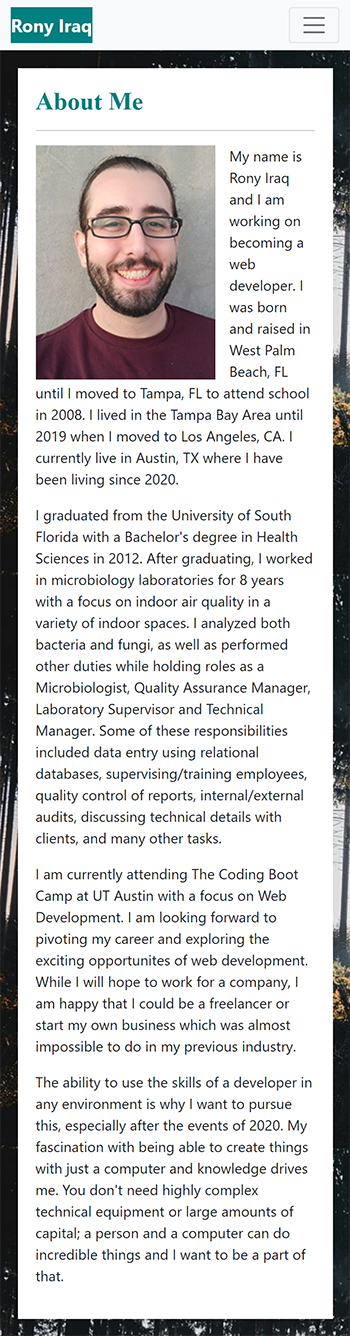 Rony Iraq
About Me
My name is
Rony Iraq
and I am
working on
becoming a
web
developer. I
was born
and raised in
West Palm
Beach, FL
until I moved to Tampa, FL to attend school
in 2008. I lived in the Tampa Bay Area until
2019 when I moved to Los Angeles, CA. I
currently live in Austin, TX where I have
been living since 2020.
I graduated from the University of South
Florida with a Bachelor's degree in Health
Sciences in 2012. After graduating, I worked
in microbiology laboratories for 8 years
with a focus on indoor air quality in a
variety of indoor spaces. I analyzed both
bacteria and fungi, as well as performed
other duties while holding roles as a
Microbiologist, Quality Assurance Manager,
Laboratory Supervisor and Technical
Manager. Some of these responsibilities
included data entry using relational
databases, supervising/training employees,
quality control of reports, internal/external
audits, discussing technical details with
clients, and many other tasks.
I am currently attending The Coding Boot
Camp at UT Austin with a focus on Web
Development. I am looking forward to
pivoting my career and exploring the
exciting opportunites of web development.
While I will hope to work for a company, I
am happy that I could be a freelancer or
start my own business which was almost
impossible to do in my previous industry.
The ability to use the skills of a developer in
any environment is why I want to pursue
this, especially after the events of 2020. My
fascination with being able to create things
with just a computer and knowledge drives
me. You don't need highly complex
technical equipment or large amounts of
capital; a person and a computer can do
incredible things and I want to be a part of
that.